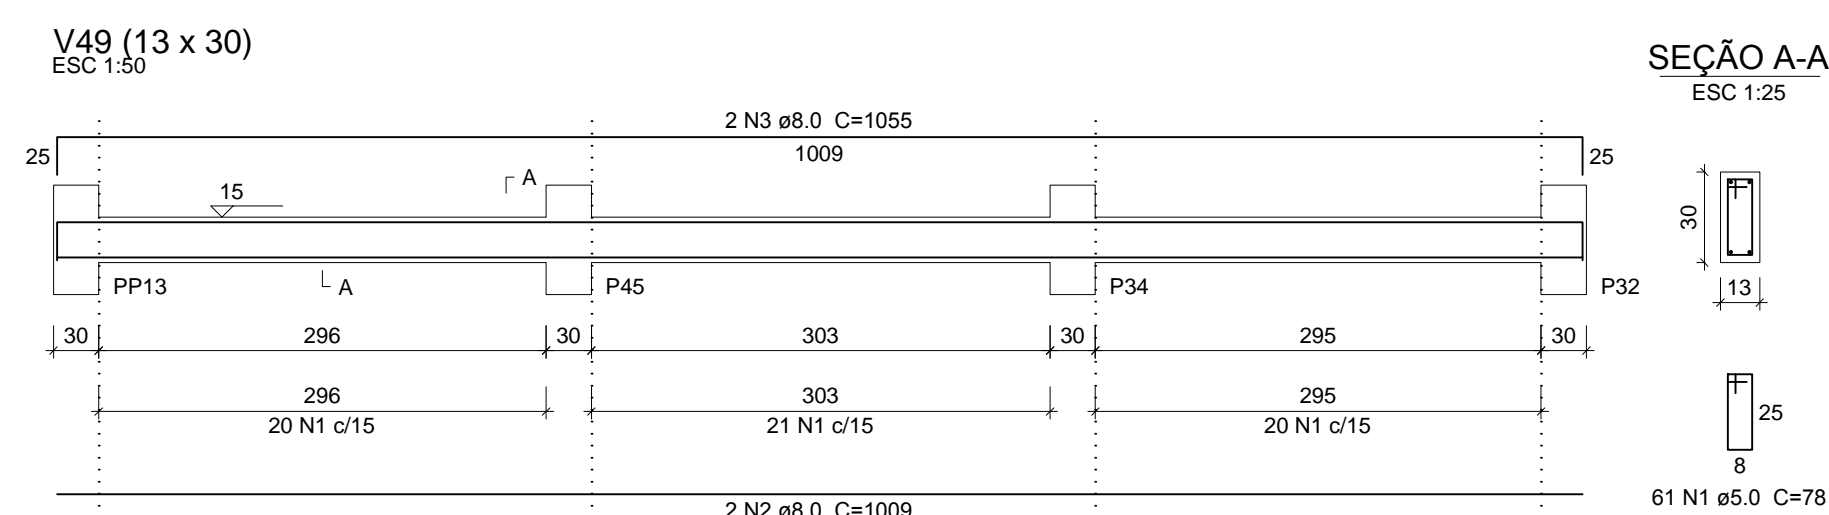 V49 (13 x 30)
ESC 1:50
SEÇÃO A-A
ESC 1:25
2 N3 ø8.0 C=1055
1009
25
25
15
A
A
PP13
P45
P34
P32
30
13
30
296
30
303
30
295
30
296
303
295
20 N1 c/15
21 N1 c/15
20 N1 c/15
25
8
61 N1 ø5.0 C=78
2 N2 ø8.0 C=1009